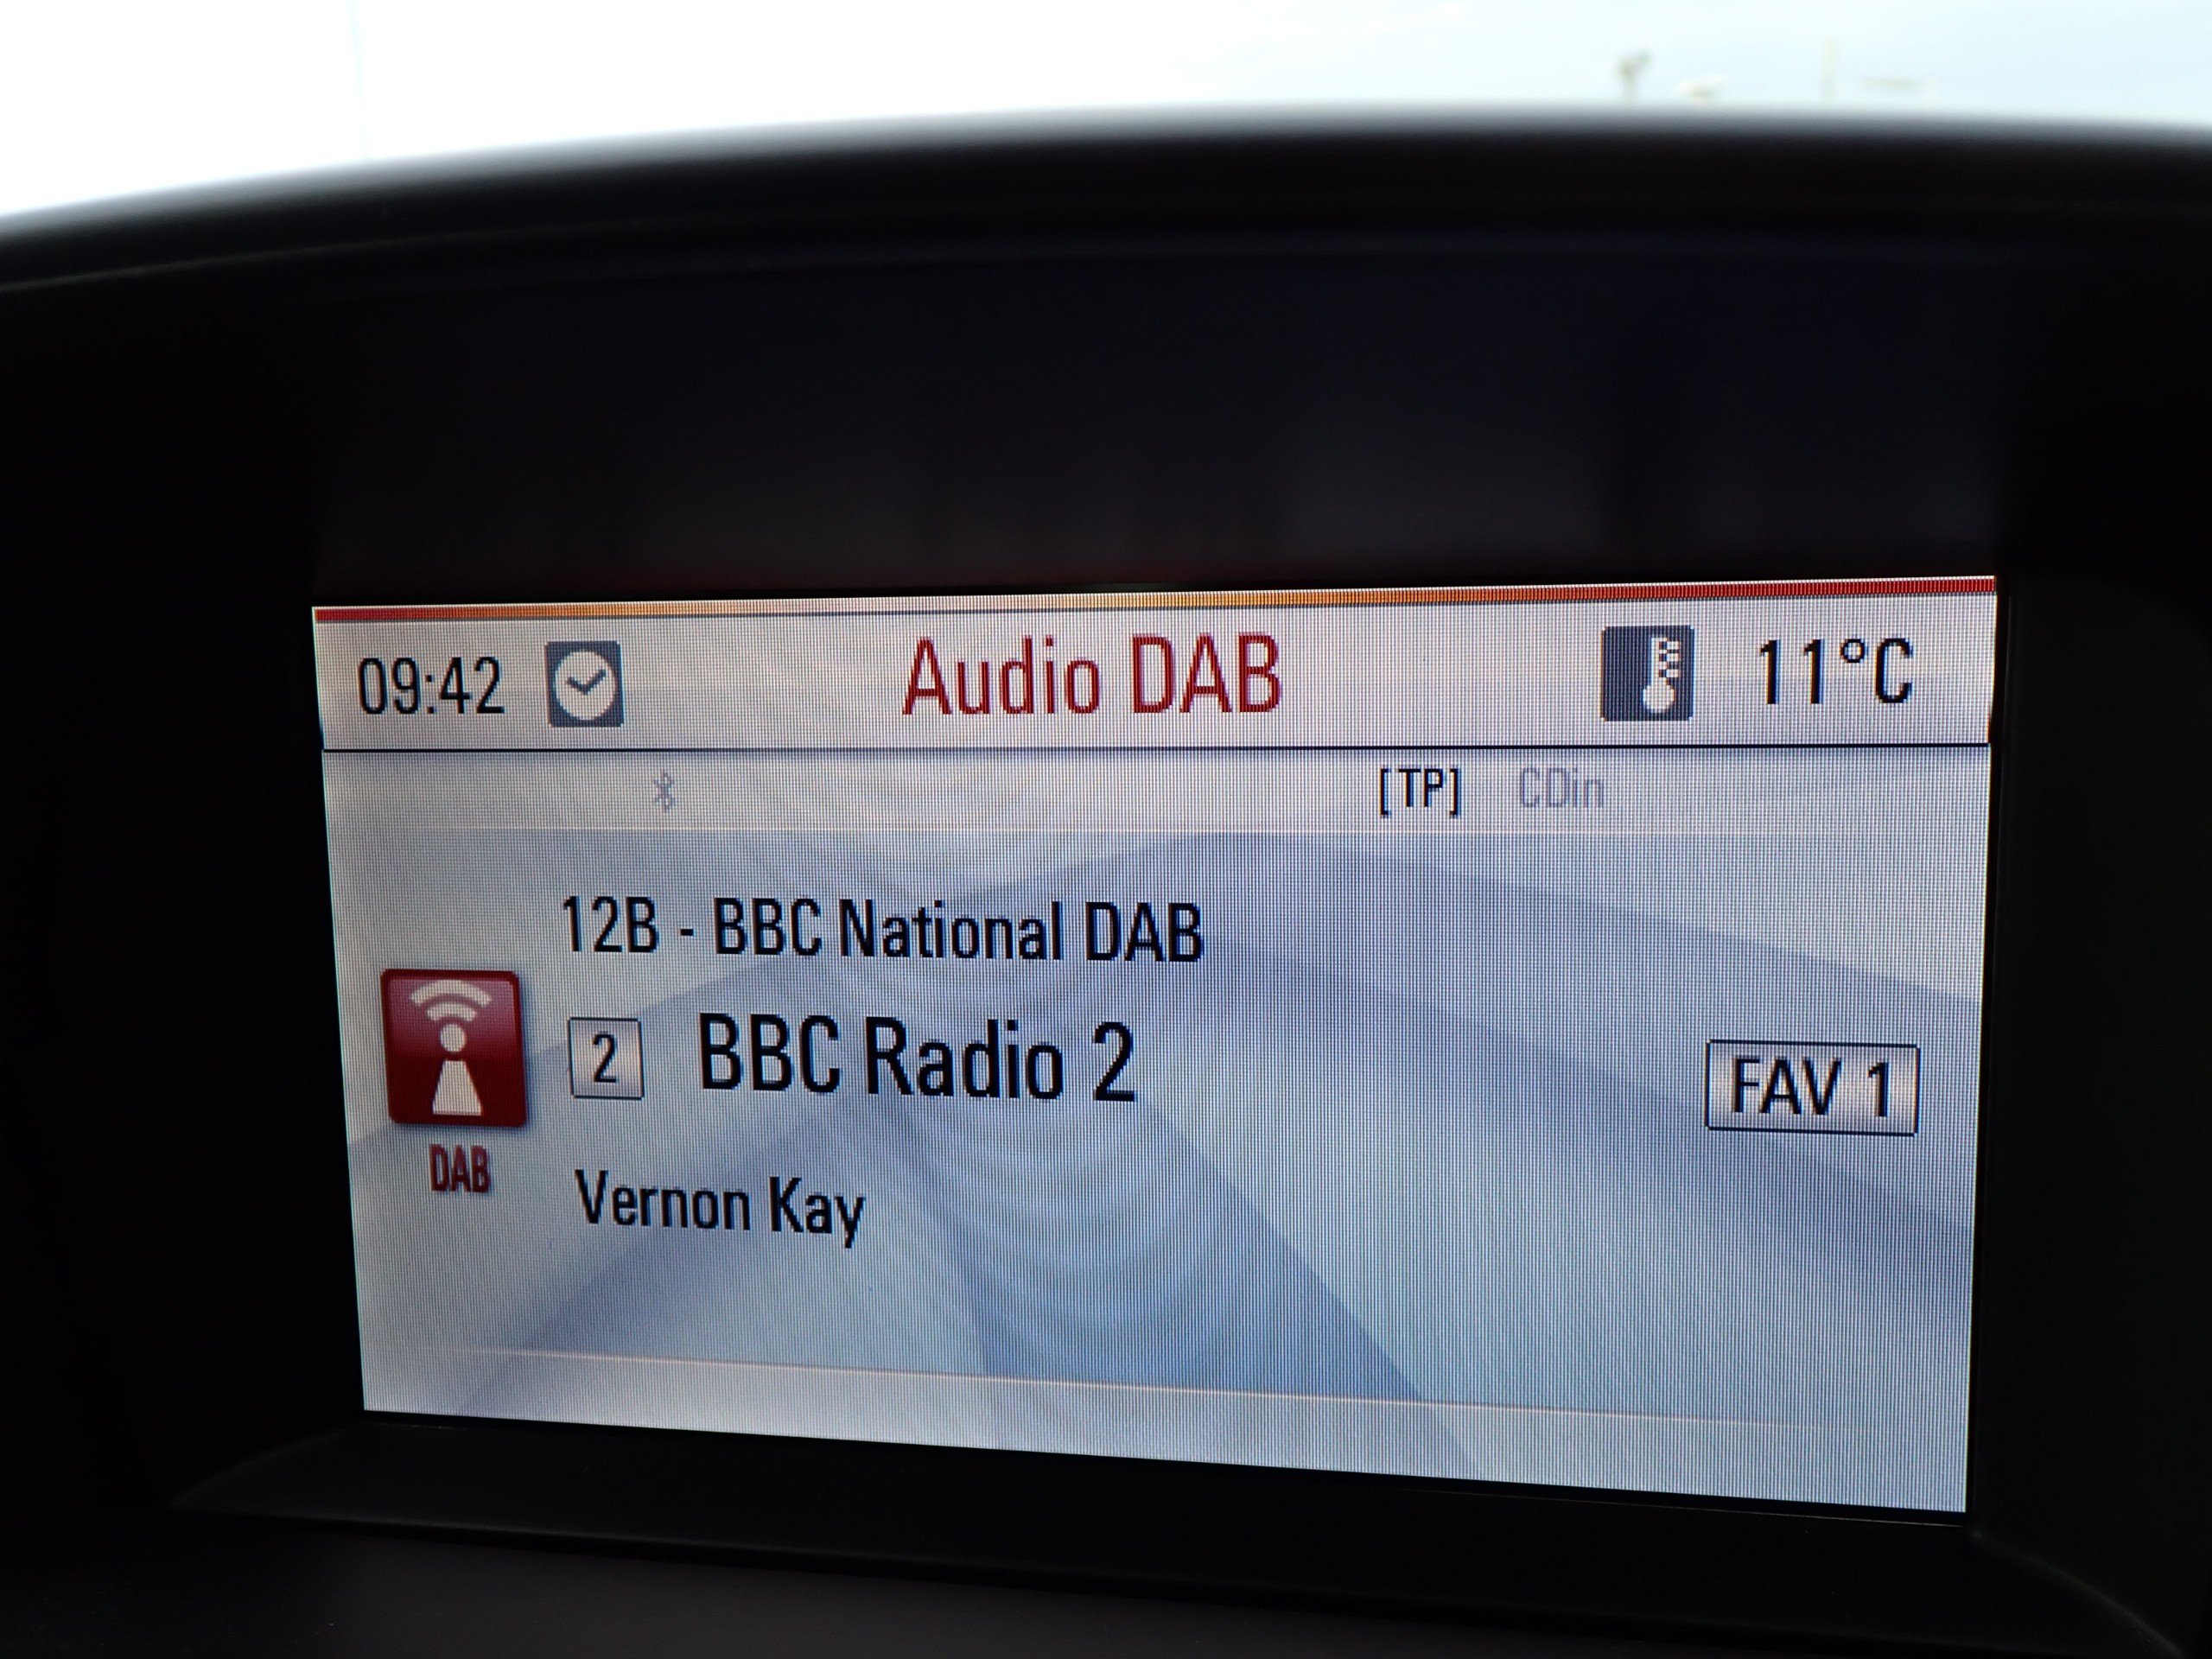 09:42 Audio DAB 11°C
[TP] CDin
12B - BBC National DAB
2 BBC Radio 2 FAV 1
DAB
Vernon Kay